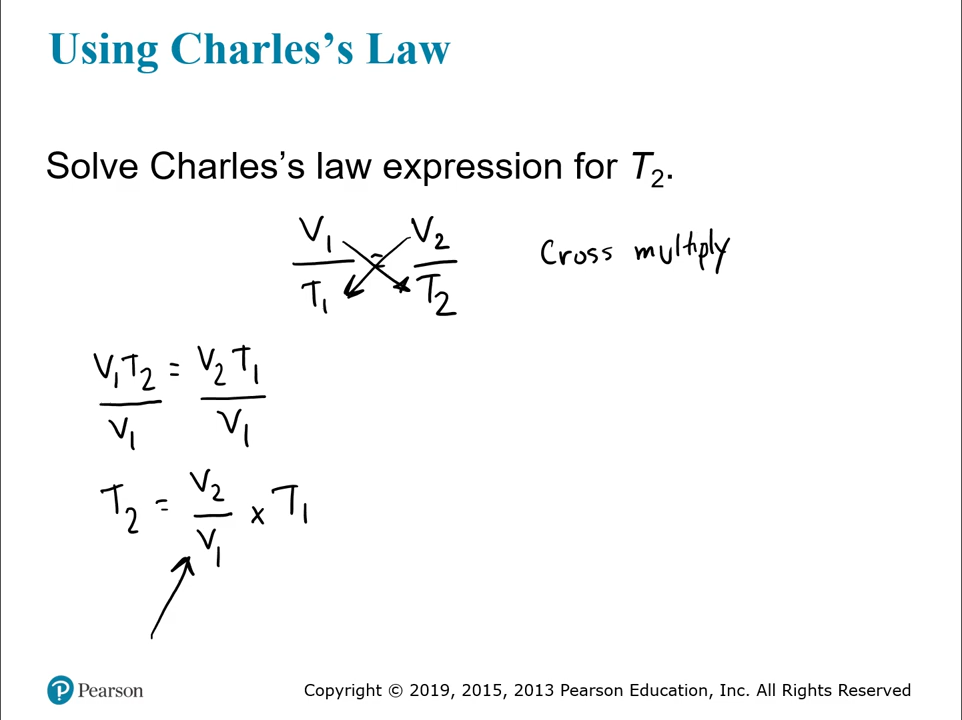 Using Charles's Law
Solve Charles's law expression for T₂.
V₁/T₁ = V₂/T₂
Cross multiply
V₁T₂/V₁ = V₂T₁/V₁
T₂ = V₂/V₁ × T₁
Pearson
Copyright © 2019, 2015, 2013 Pearson Education, Inc. All Rights Reserved